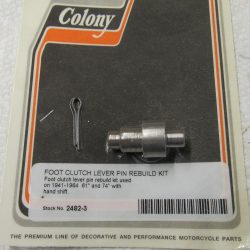 Colony
FOOT CLUTCH LEVER PIN REBUILD KIT
Foot clutch lever pin rebuild kit used
on 1941-1964 61" and 74" with
hand shift.
Stock No. 2482-3
THE PREMIUM LINE OF DECORATIVE AND PERFORMANCE MOTORCYCLE PARTS